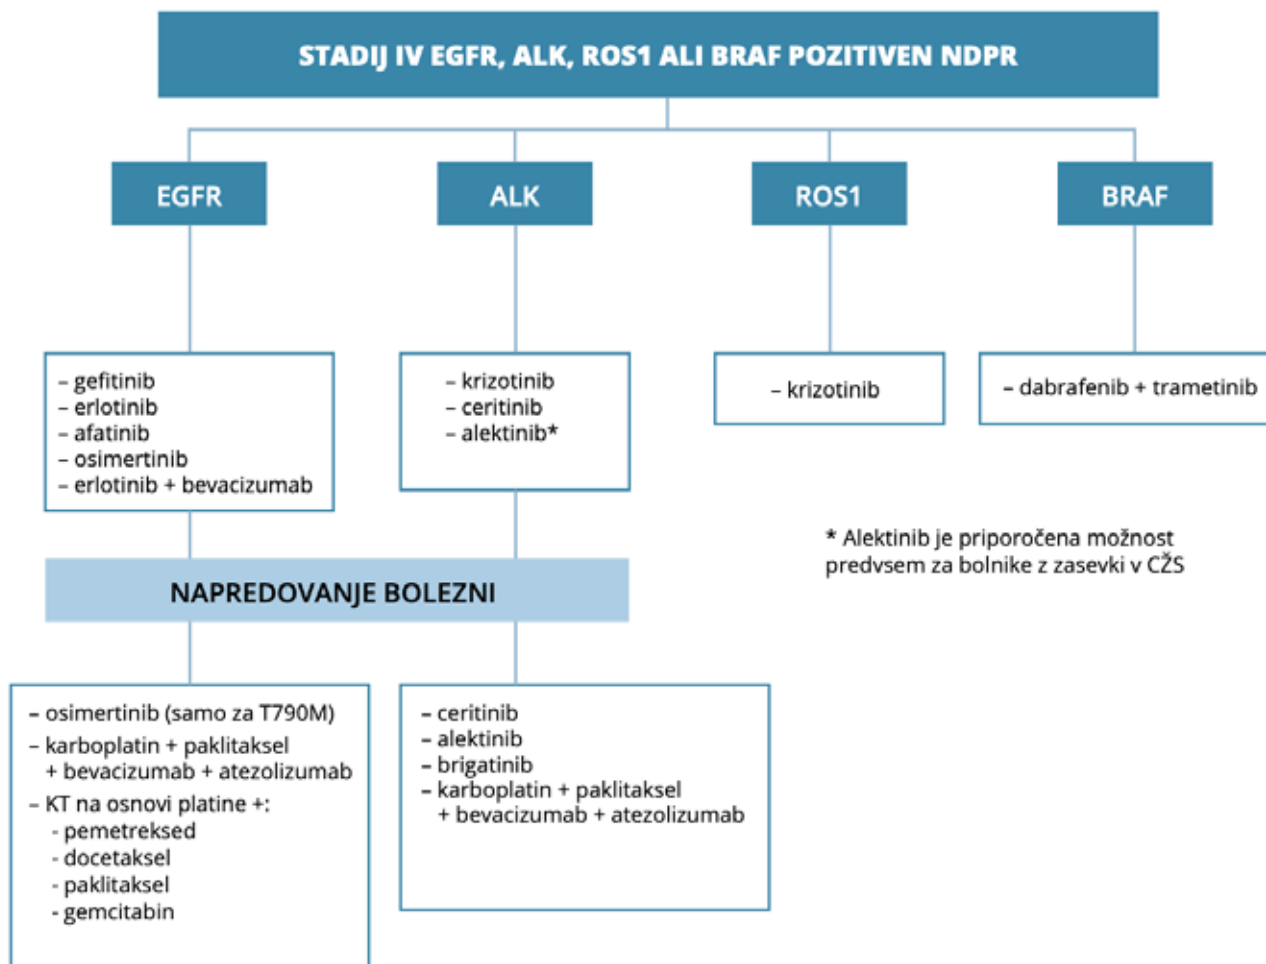 STADIJ IV EGFR, ALK, ROS1 ALI BRAF POZITIVEN NDPR
EGFR
ALK
ROS1
BRAF
– gefitinib
– erlotinib
– afatinib
– osimertinib
– erlotinib + bevacizumab
– krizotinib
– ceritinib
– alektinib*
– krizotinib
– dabrafenib + trametinib
* Alektinib je priporočena možnost
predvsem za bolnike z zasevki v CŽS
NAPREDOVANJE BOLEZNI
– osimertinib (samo za T790M)
– karboplatin + paklitaksel
+ bevacizumab + atezolizumab
– KT na osnovi platine +:
- pemetreksed
- docetaksel
- paklitaksel
- gemcitabin
– ceritinib
– alektinib
– brigatinib
– karboplatin + paklitaksel
+ bevacizumab + atezolizumab